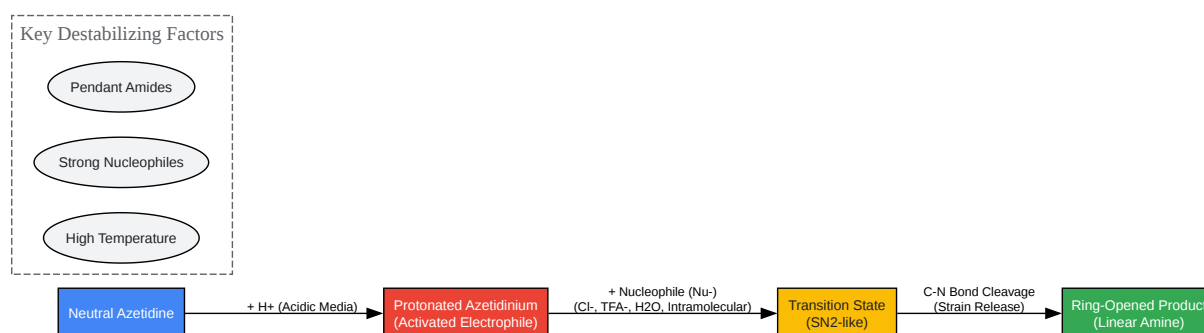 Key Destabilizing Factors
Pendant Amides
Strong Nucleophiles
High Temperature
Neutral Azetidine
+ H+ (Acidic Media)
Protonated Azetidinium
(Activated Electrophile)
+ Nucleophile (Nu-)
(Cl-, TFA-, H2O, Intramolecular)
Transition State
(SN2-like)
C-N Bond Cleavage
(Strain Release)
Ring-Opened Product
(Linear Amine)